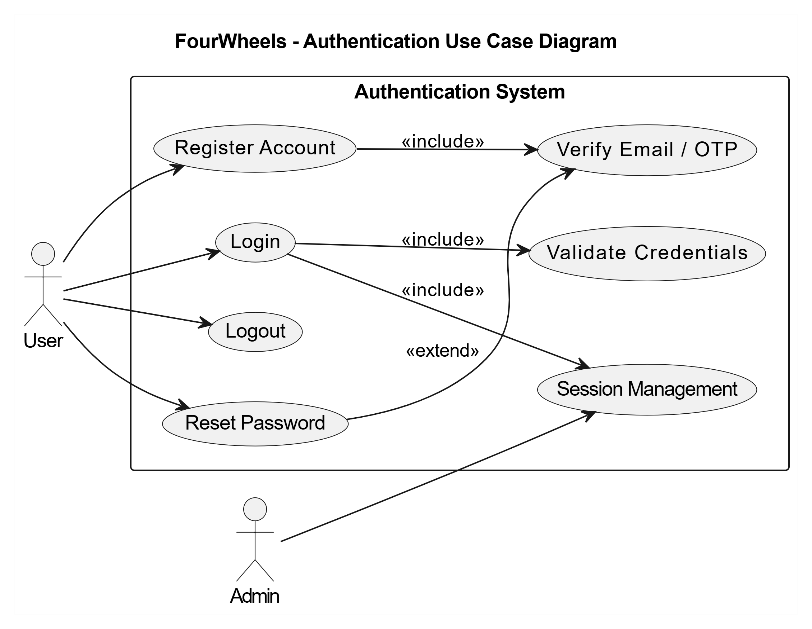 FourWheels - Authentication Use Case Diagram
Authentication System
Register Account
«include»
Verify Email / OTP
Login
«include»
Validate Credentials
«include»
Logout
«extend»
User
Session Management
Reset Password
Admin